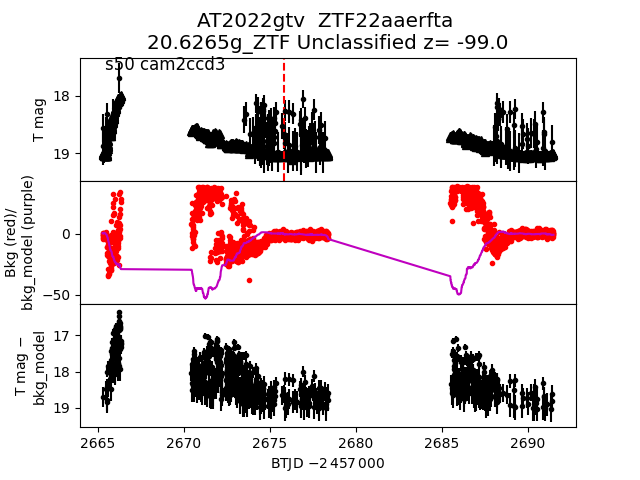 AT2022gtv  ZTF22aaerfta
20.6265g_ZTF Unclassified z= -99.0
s50 cam2ccd3
T mag
18
19
Bkg (red)/
bkg_model (purple)
0
−50
T mag −
bkg_model
17
18
19
2665
2670
2675
2680
2685
2690
BTJD −2 457 000